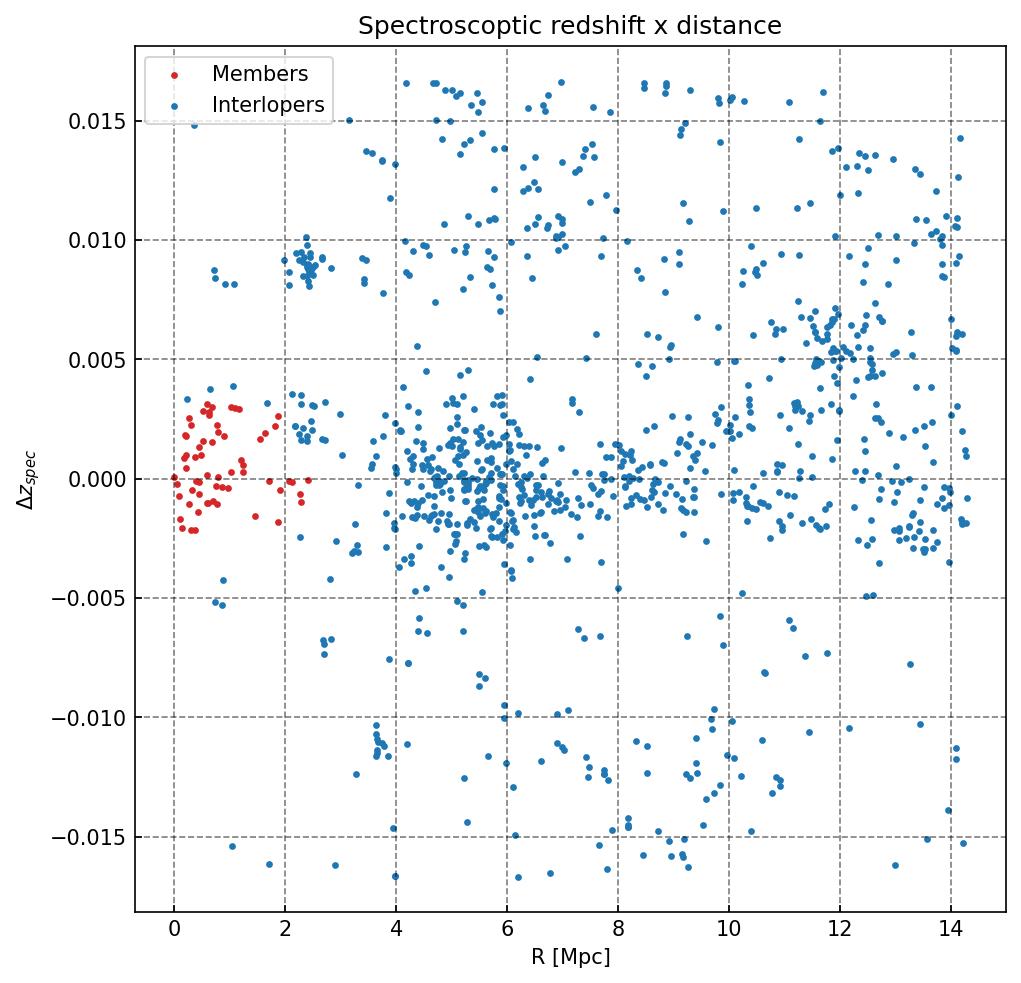 Spectroscoptic redshift x distance
Members
Interlopers
0.015
0.010
0.005
0.000
−0.005
−0.010
−0.015
Δz_spec
0 2 4 6 8 10 12 14
R [Mpc]